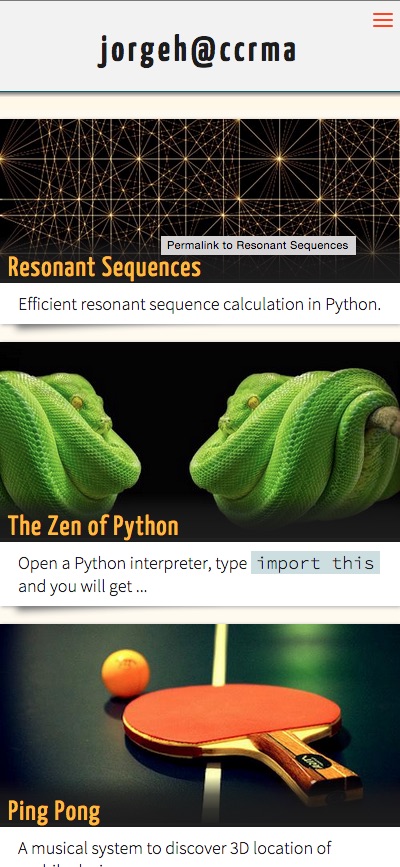 jorgeh@ccrma
Permalink to Resonant Sequences
Resonant Sequences
Efficient resonant sequence calculation in Python.
The Zen of Python
Open a Python interpreter, type import this
and you will get ...
Ping Pong
A musical system to discover 3D location of